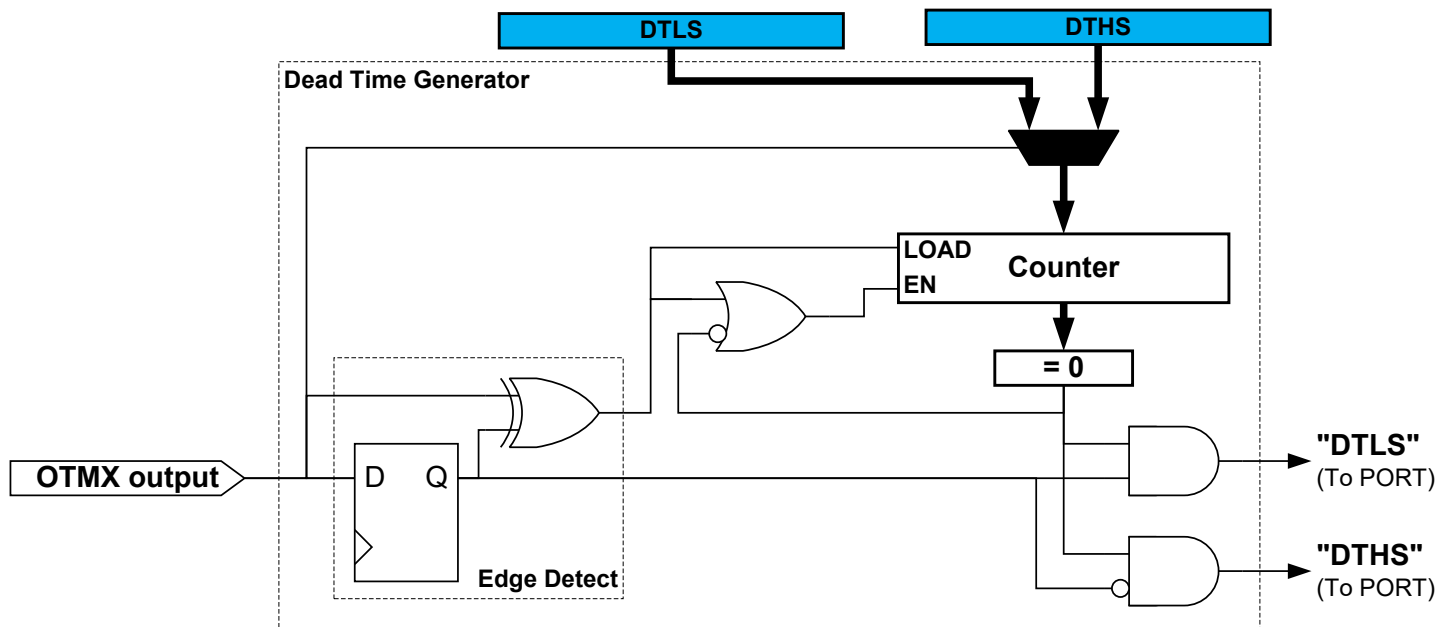 DTLS
DTHS
Dead Time Generator
LOAD
Counter
EN
= 0
OTMX output
D
Q
Edge Detect
"DTLS"
(To PORT)
"DTHS"
(To PORT)